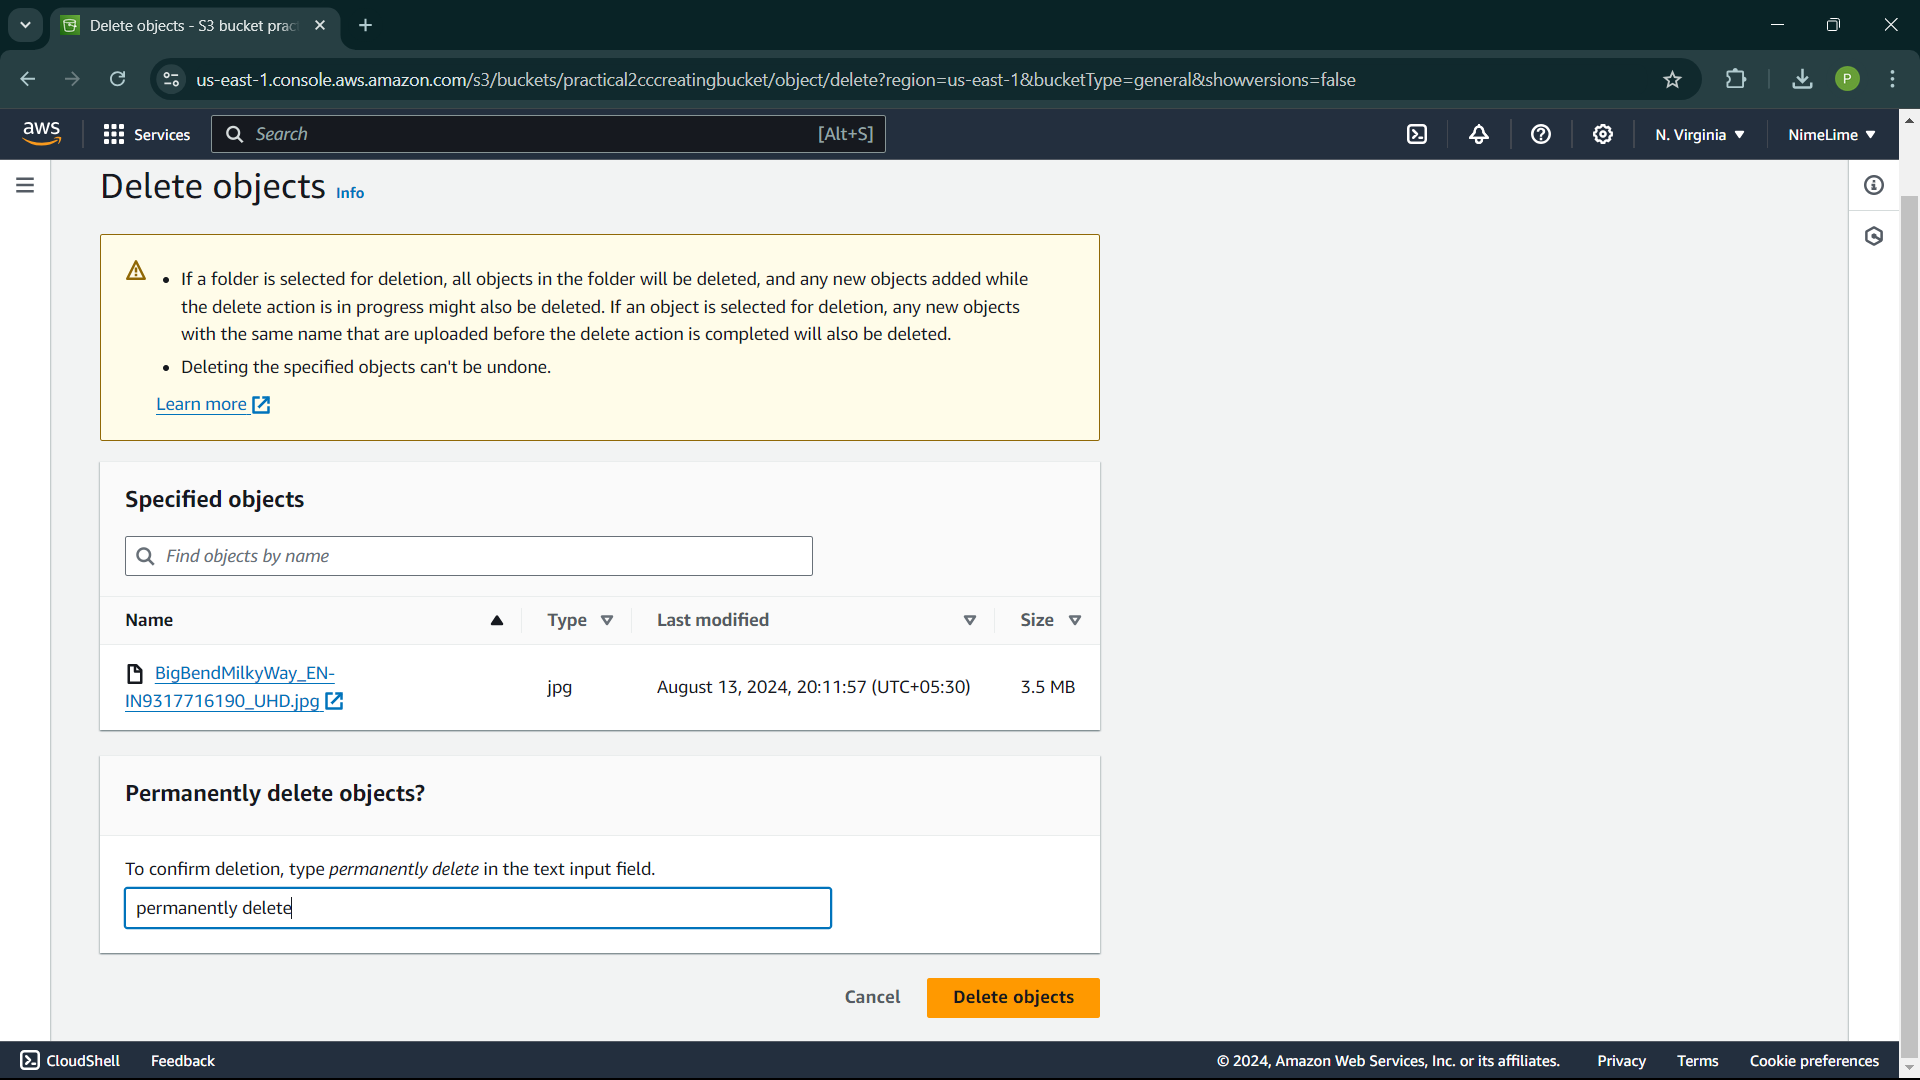 Delete objects - S3 bucket prac
us-east-1.console.aws.amazon.com/s3/buckets/practical2cccreatingbucket/object/delete?region=us-east-1&bucketType=general&showversions=false
P
aws
Services
Search
[Alt+S]
N. Virginia
NimeLime
Delete objects Info
If a folder is selected for deletion, all objects in the folder will be deleted, and any new objects added while
the delete action is in progress might also be deleted. If an object is selected for deletion, any new objects
with the same name that are uploaded before the delete action is completed will also be deleted.
Deleting the specified objects can't be undone.
Learn more
Specified objects
Find objects by name
Name Type Last modified Size
BigBendMilkyWay_EN-
IN9317716190_UHD.jpg
jpg August 13, 2024, 20:11:57 (UTC+05:30) 3.5 MB
Permanently delete objects?
To confirm deletion, type permanently delete in the text input field.
permanently delete
Cancel Delete objects
CloudShell Feedback © 2024, Amazon Web Services, Inc. or its affiliates. Privacy Terms Cookie preferences